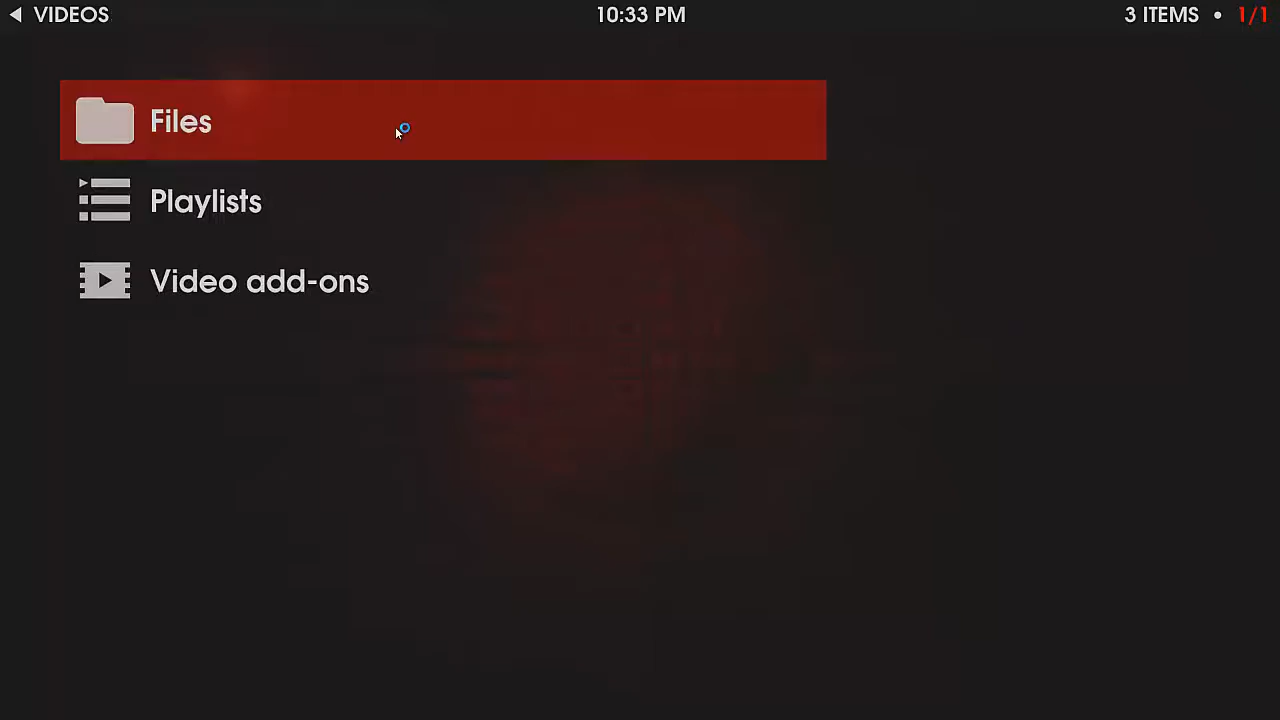 VIDEOS
10:33 PM
3 ITEMS • 1/1
Files
Playlists
Video add-ons